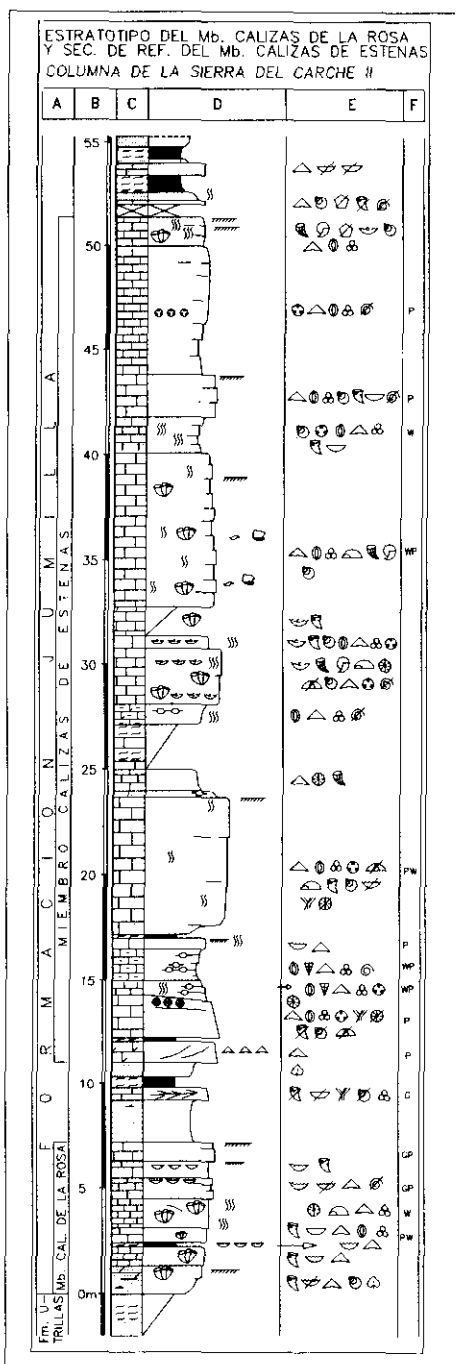 ESTRATOTIPO DEL Mb. CALIZAS DE LA ROSA
Y SEC. DE REF. DEL Mb. CALIZAS DE ESTENAS
COLUMNA DE LA SIERRA DEL CARCHE II
A B C D E F
55
50
P
45
P
W
40
35
WP
30
25
20
PW
P
15
WP
WP
P
P
10
G
GP
5
GP
W
PW
0m
FORMACION JUMILLA
MIEMBRO CALIZAS DE ESTENAS
Mb. CAL. DE LA ROSA
Fm. U-
TRILLAS